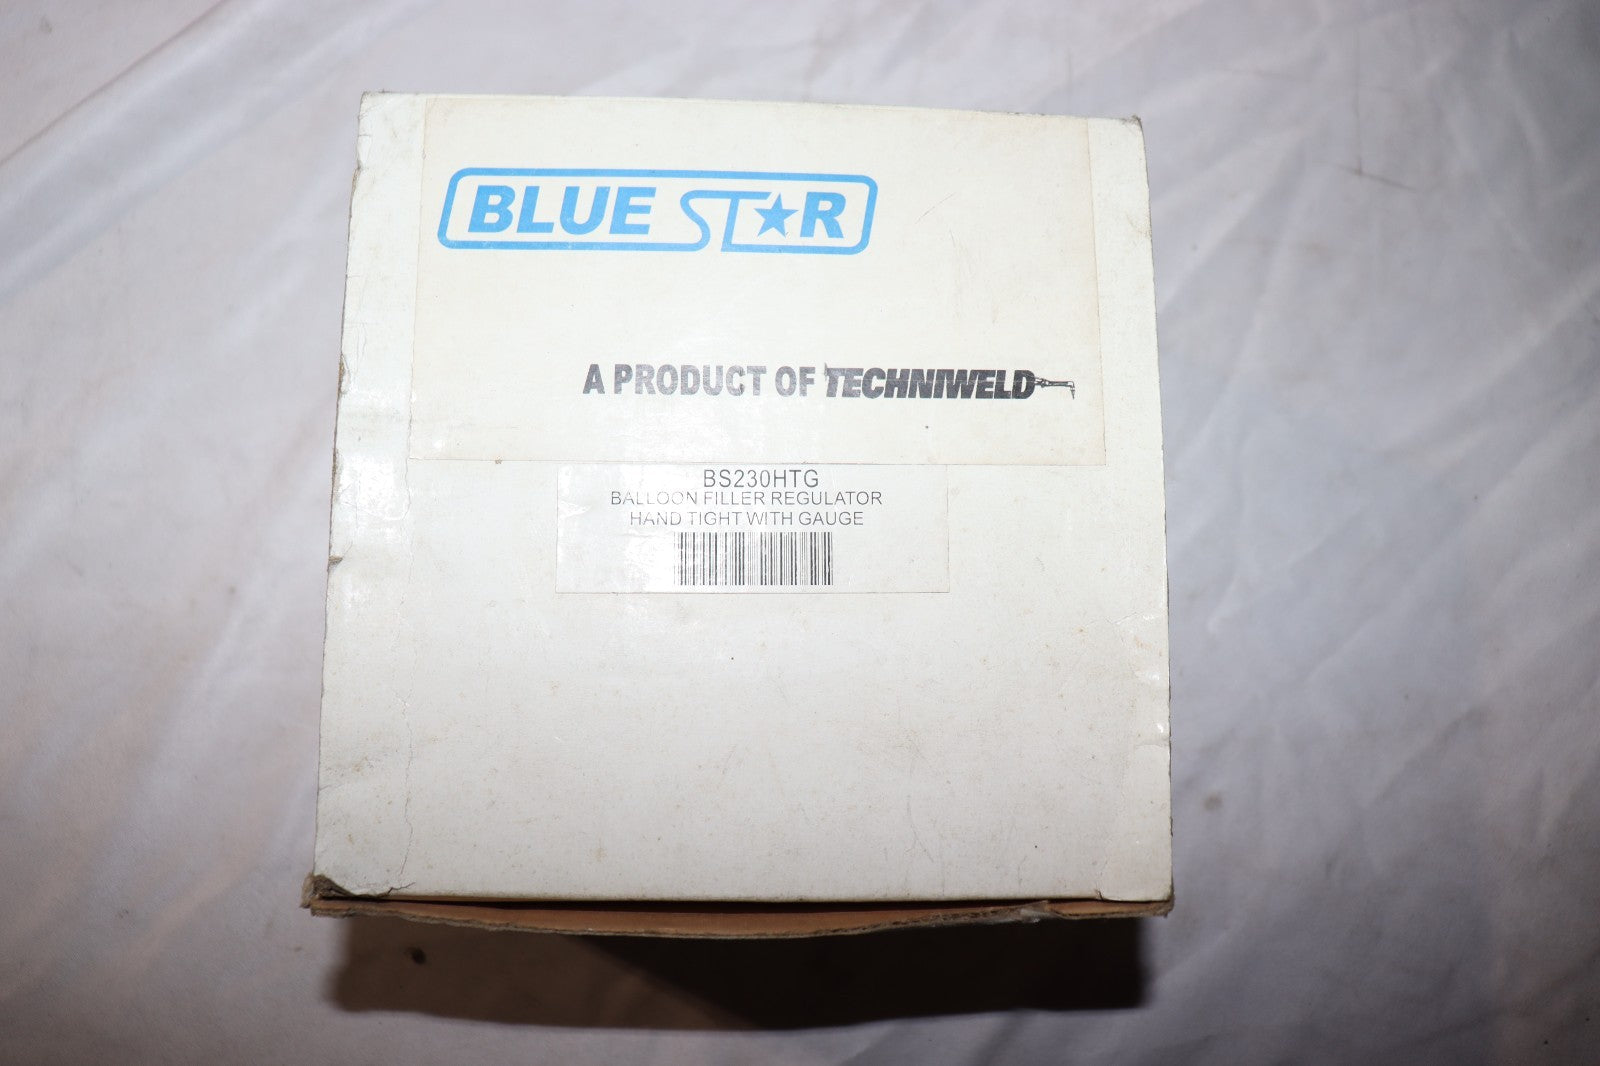 BLUE STAR
A PRODUCT OF TECHNIWELD
BS230HTG
BALLOON FILLER REGULATOR
HAND TIGHT WITH GAUGE